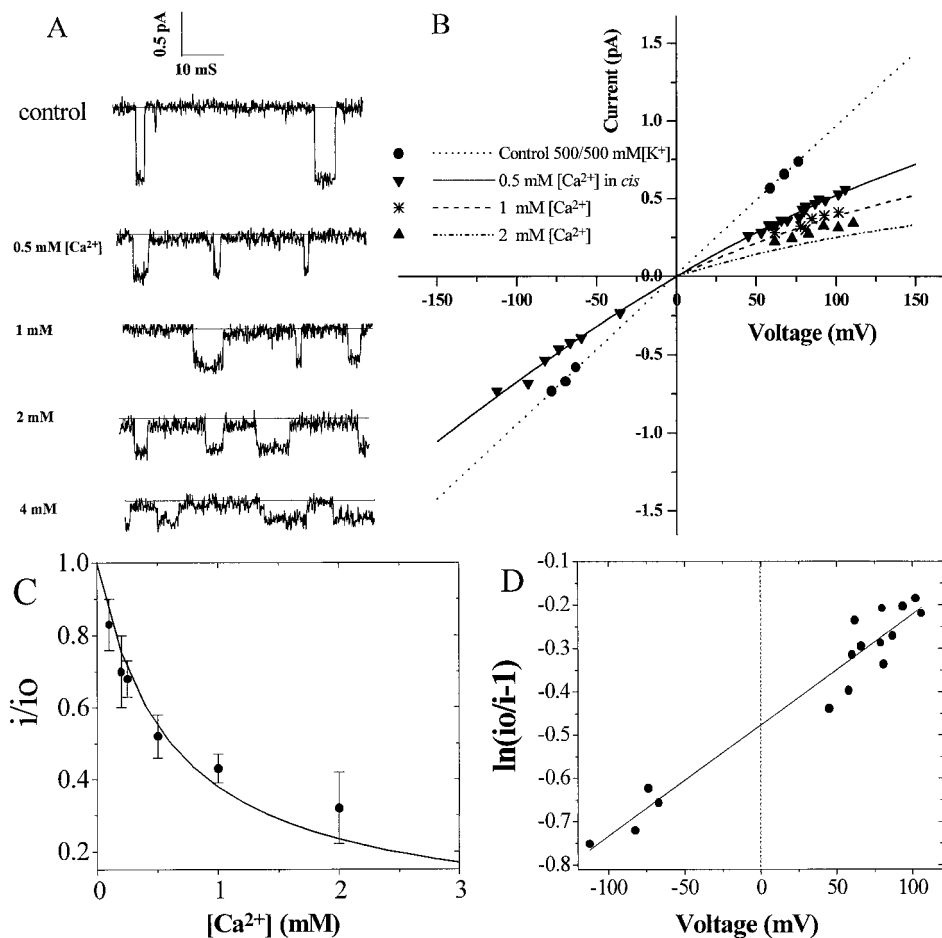 A
0.5 pA
10 mS
control
0.5 mM [Ca²⁺]
1 mM
2 mM
4 mM
B
Current (pA)
1.5
1.0
0.5
0.0
-0.5
-1.0
-1.5
-150 -100 -50 0 50 100 150
Voltage (mV)
Control 500/500 mM[K⁺]
0.5 mM [Ca²⁺] in cis
1 mM [Ca²⁺]
2 mM [Ca²⁺]
C
i/io
1.0
0.8
0.6
0.4
0.2
0 1 2 3
[Ca²⁺] (mM)
D
ln(io/i-1)
-0.1
-0.2
-0.3
-0.4
-0.5
-0.6
-0.7
-0.8
-100 -50 0 50 100
Voltage (mV)